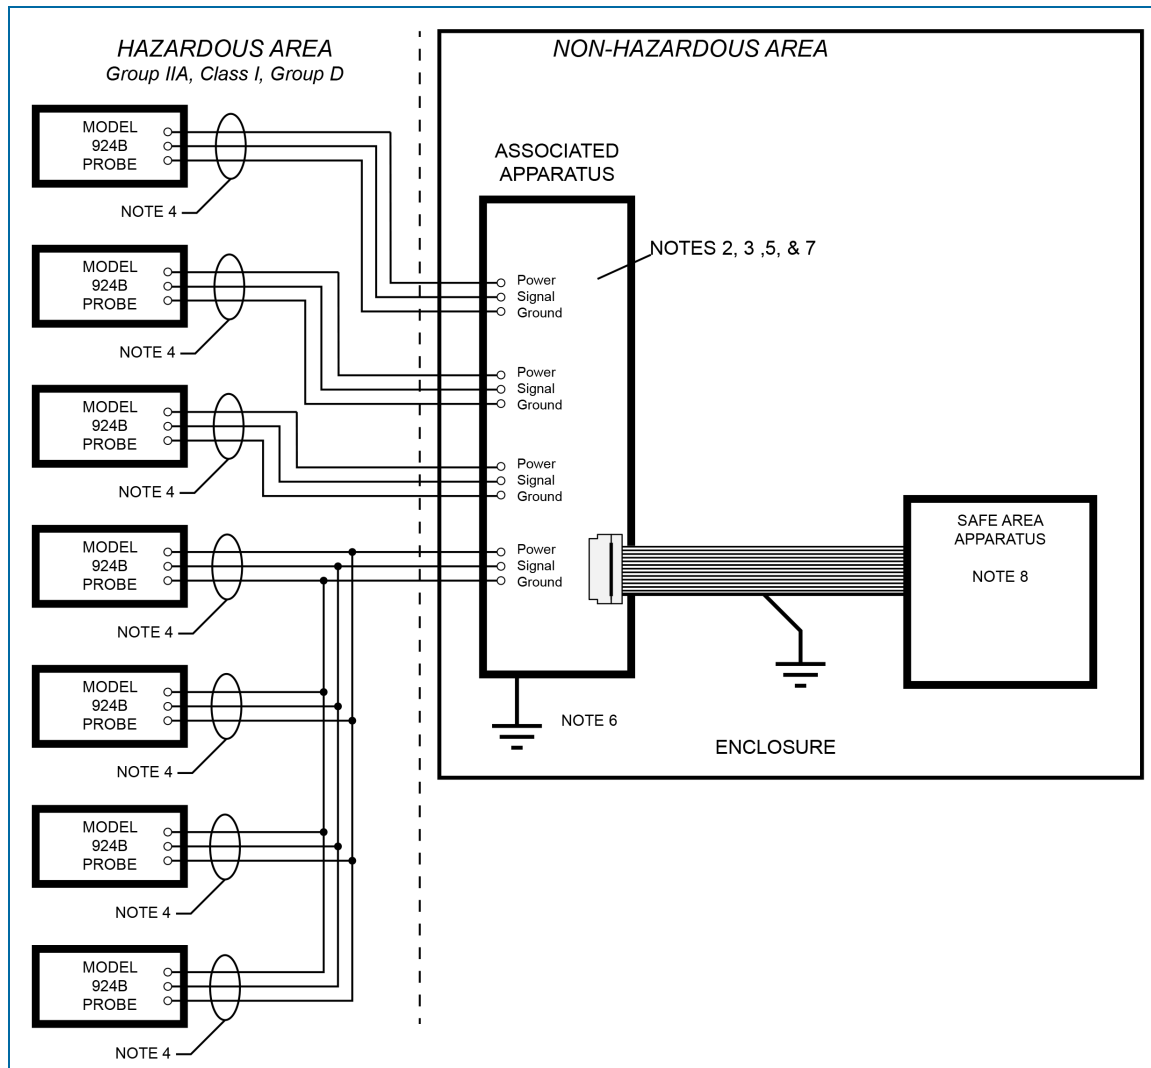 HAZARDOUS AREA
Group IIA, Class I, Group D
NON-HAZARDOUS AREA
MODEL
924B
PROBE
NOTE 4
MODEL
924B
PROBE
NOTE 4
MODEL
924B
PROBE
NOTE 4
MODEL
924B
PROBE
NOTE 4
MODEL
924B
PROBE
NOTE 4
MODEL
924B
PROBE
NOTE 4
MODEL
924B
PROBE
NOTE 4
ASSOCIATED
APPARATUS
NOTES 2, 3 ,5, & 7
Power
Signal
Ground
Power
Signal
Ground
Power
Signal
Ground
Power
Signal
Ground
SAFE AREA
APPARATUS
NOTE 8
NOTE 6
ENCLOSURE